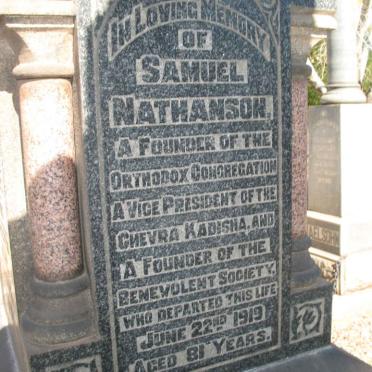 IN LOVING MEMORY
OF
SAMUEL
NATHANSON.
A FOUNDER OF THE
ORTHODOX CONGREGATION
A VICE PRESIDENT OF THE
CHEVRA KADISHA, AND
A FOUNDER OF THE
BENEVOLENT SOCIETY,
WHO DEPARTED THIS LIFE
JUNE 22ND 1919
AGED 81 YEARS.